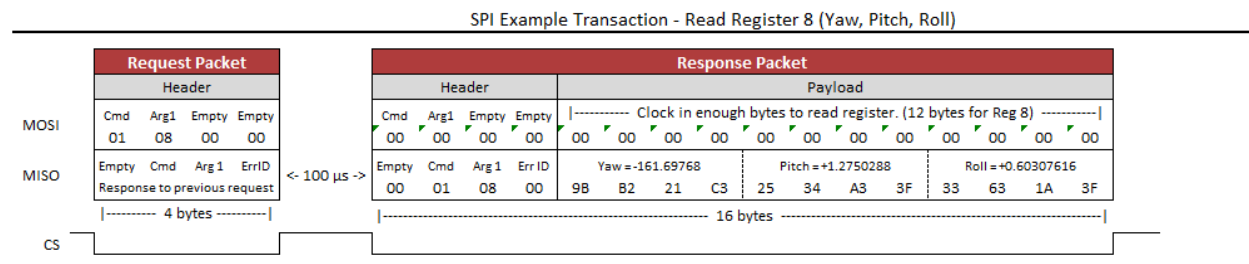 SPI Example Transaction - Read Register 8 (Yaw, Pitch, Roll)
Request Packet
Response Packet
Header
Header
Payload
MOSI
Cmd Arg1 Empty Empty
01 08 00 00
Cmd Arg1 Empty Empty
00 00 00 00
|----------- Clock in enough bytes to read register. (12 bytes for Reg 8) -----------|
00 00 00 00 00 00 00 00 00 00 00 00
MISO
Empty Cmd Arg 1 ErrID
Response to previous request
<- 100 µs ->
Empty Cmd Arg 1 Err ID
00 01 08 00
Yaw = -161.69768
9B B2 21 C3
Pitch = +1.2750288
25 34 A3 3F
Roll = +0.60307616
33 63 1A 3F
|---------- 4 bytes ----------|
|---------- 16 bytes ----------|
CS